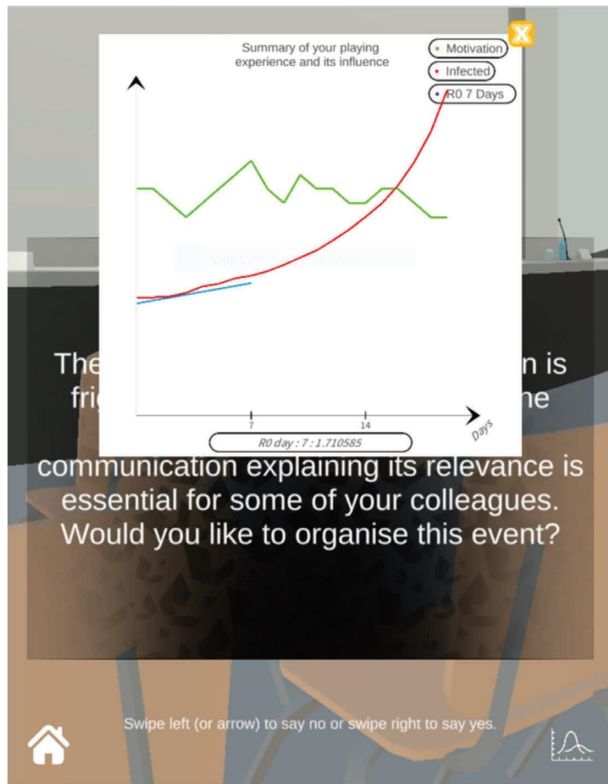 Summary of your playing
experience and its influence
Motivation
Infected
R0 7 Days
X
7
14
Days
R0 day : 7 : 1.710585
The
n is
frig
ne
communication explaining its relevance is
essential for some of your colleagues.
Would you like to organise this event?
Swipe left (or arrow) to say no or swipe right to say yes.